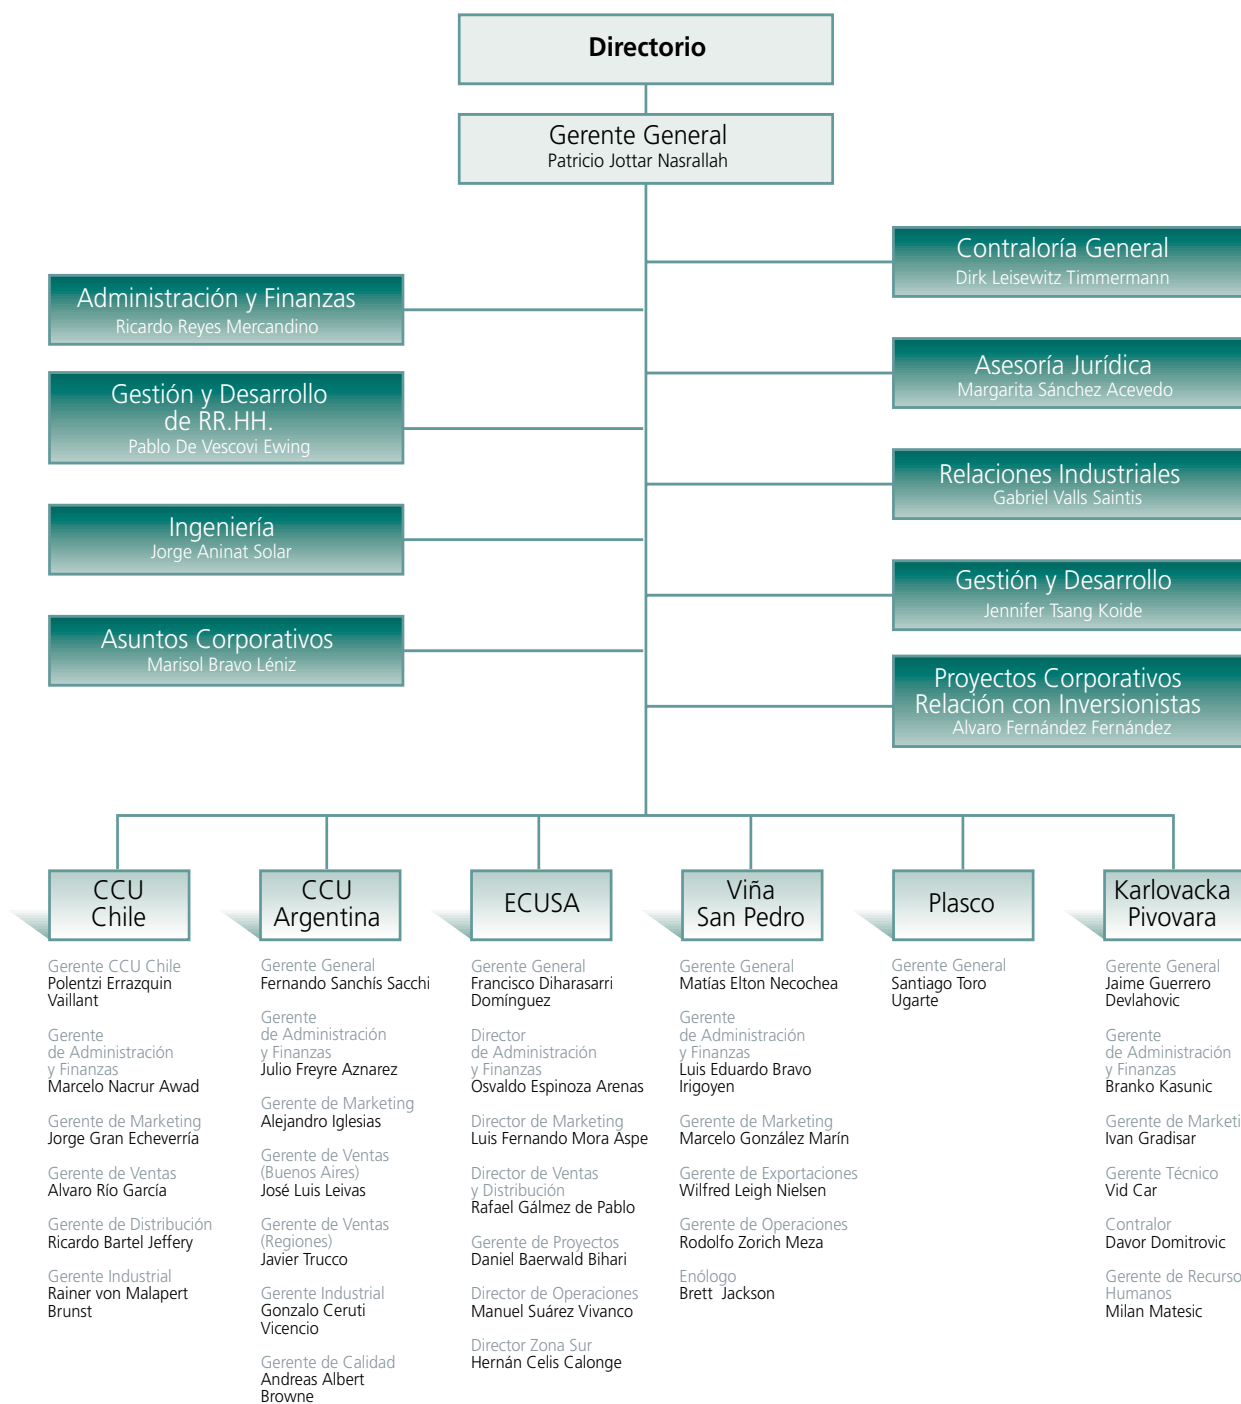 Directorio
Gerente General
Patricio Jottar Nasrallah
Contraloría General
Dirk Leisewitz Timmermann
Administración y Finanzas
Ricardo Reyes Mercandino
Asesoría Jurídica
Margarita Sánchez Acevedo
Gestión y Desarrollo
de RR.HH.
Pablo De Vescovi Ewing
Relaciones Industriales
Gabriel Valls Saintis
Ingeniería
Jorge Aninat Solar
Gestión y Desarrollo
Jennifer Tsang Koide
Asuntos Corporativos
Marisol Bravo Léniz
Proyectos Corporativos
Relación con Inversionistas
Alvaro Fernández Fernández
CCU
Chile
Gerente CCU Chile
Polentzi Errazquin
Vaillant
Gerente
de Administración
y Finanzas
Marcelo Nacrur Awad
Gerente de Marketing
Jorge Gran Echeverría
Gerente de Ventas
Alvaro Río García
Gerente de Distribución
Ricardo Bartel Jeffery
Gerente Industrial
Rainer von Malapert
Brunst
CCU
Argentina
Gerente General
Fernando Sanchís Sacchi
Gerente
de Administración
y Finanzas
Julio Freyre Aznarez
Gerente de Marketing
Alejandro Iglesias
Gerente de Ventas
(Buenos Aires)
José Luis Leivas
Gerente de Ventas
(Regiones)
Javier Trucco
Gerente Industrial
Gonzalo Ceruti
Vicencio
Gerente de Calidad
Andreas Albert
Browne
ECUSA
Gerente General
Francisco Diharasarri
Domínguez
Director
de Administración
y Finanzas
Osvaldo Espinoza Arenas
Director de Marketing
Luis Fernando Mora Aspe
Director de Ventas
y Distribución
Rafael Gálmez de Pablo
Gerente de Proyectos
Daniel Baerwald Bihari
Director de Operaciones
Manuel Suárez Vivanco
Director Zona Sur
Hernán Celis Calonge
Viña
San Pedro
Gerente General
Matías Elton Necochea
Gerente
de Administración
y Finanzas
Luis Eduardo Bravo
Irigoyen
Gerente de Marketing
Marcelo González Marín
Gerente de Exportaciones
Wilfred Leigh Nielsen
Gerente de Operaciones
Rodolfo Zorich Meza
Enólogo
Brett Jackson
Plasco
Gerente General
Santiago Toro
Ugarte
Karlovacka
Pivovara
Gerente General
Jaime Guerrero
Devlahovic
Gerente
de Administración
y Finanzas
Branko Kasunic
Gerente de Marketi
Ivan Gradisar
Gerente Técnico
Vid Car
Contralor
Davor Domitrovic
Gerente de Recurso
Humanos
Milan Matesic